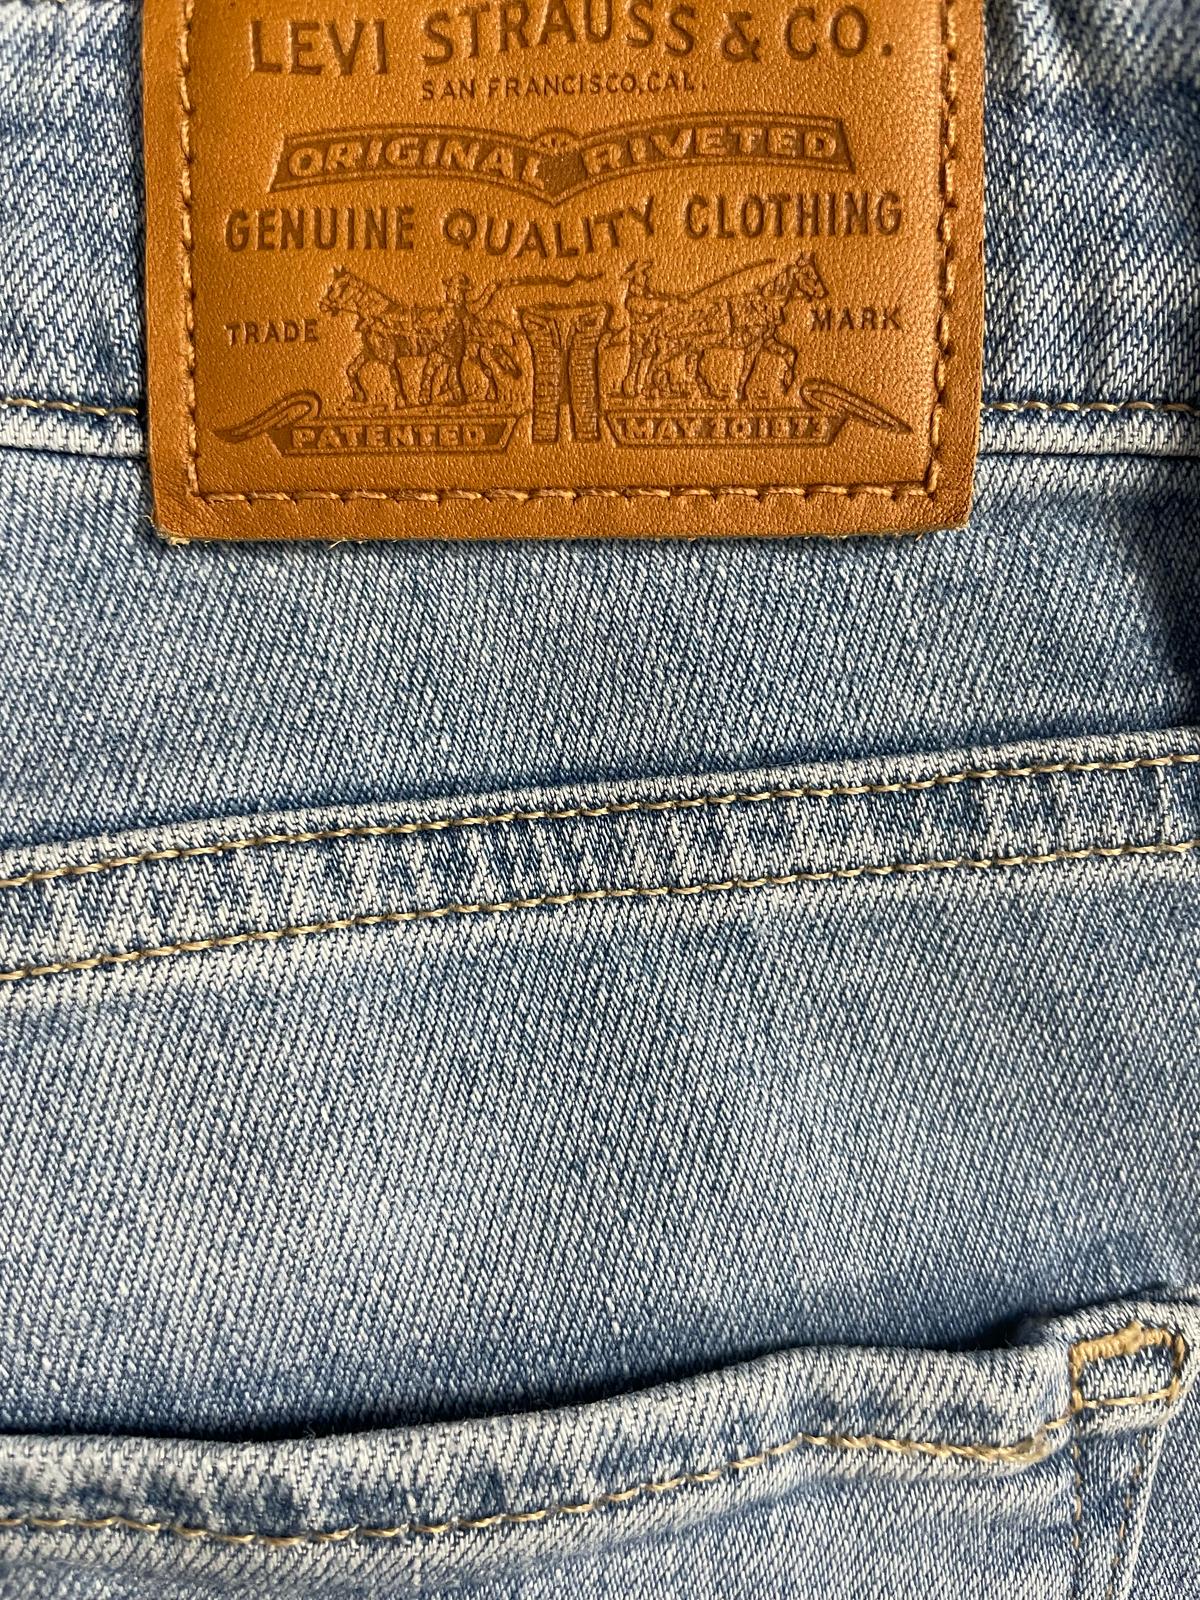 LEVI STRAUSS & CO.
SAN FRANCISCO, CAL.
ORIGINAL RIVETED
GENUINE QUALITY CLOTHING
TRADE MARK
PATENTED MAY 20 1873